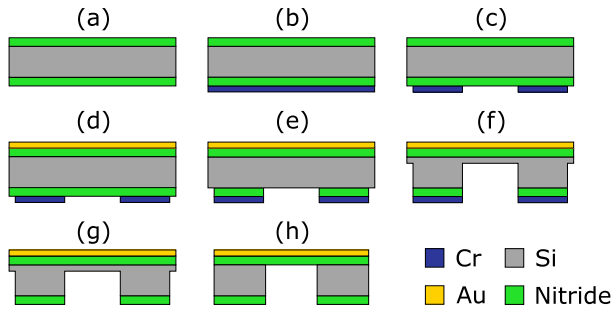 (a) (b) (c)
(d) (e) (f)
(g) (h)
Cr Si
Au Nitride